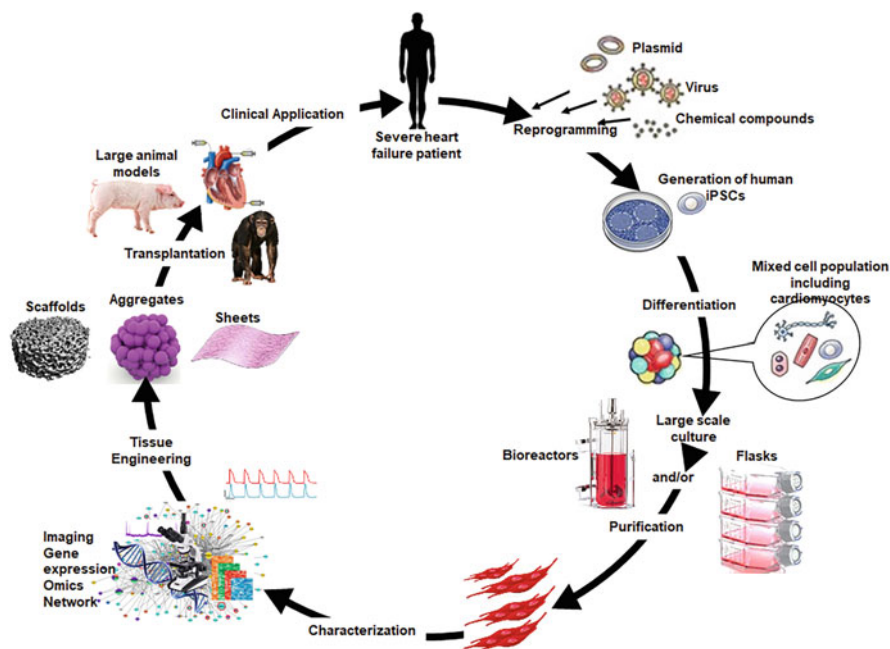 Plasmid
Virus
Chemical compounds
Reprogramming
Severe heart
failure patient
Clinical Application
Large animal
models
Transplantation
Generation of human
iPSCs
Mixed cell population
including
cardiomyocytes
Differentiation
Large scale
culture
Bioreactors
and/or
Flasks
Purification
Characterization
Imaging
Gene
expression
Omics
Network
Tissue
Engineering
Scaffolds
Aggregates
Sheets